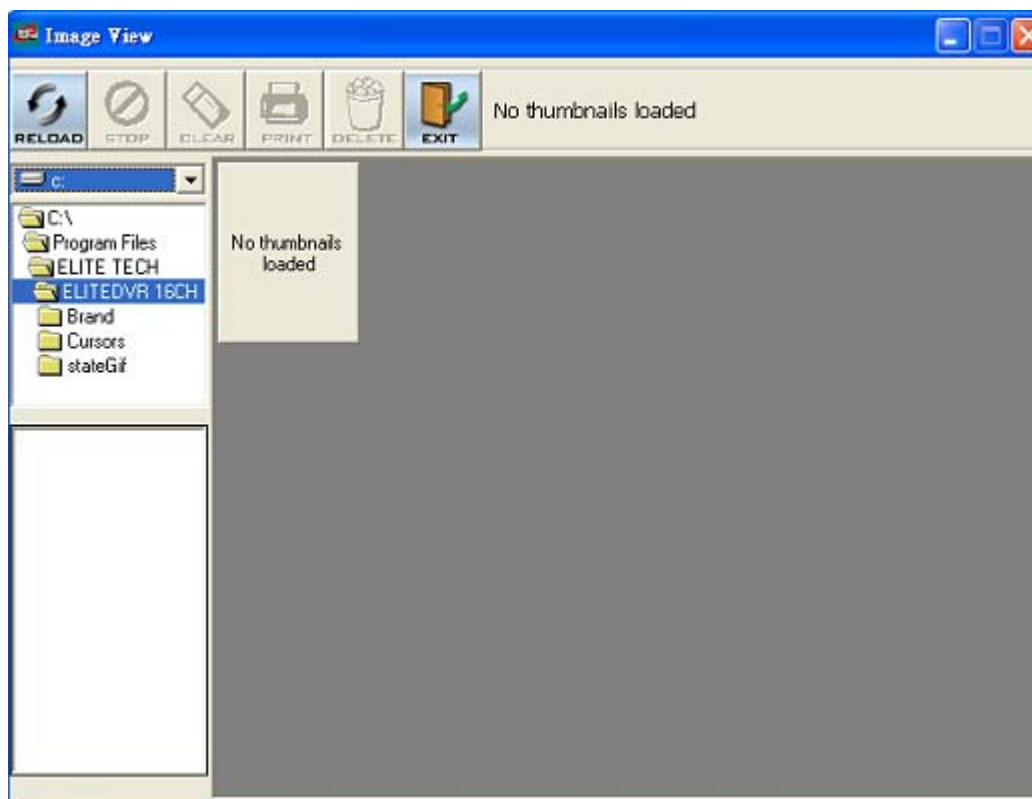 Image View
RELOAD STOP CLEAR PRINT DELETE EXIT No thumbnails loaded
c:
C:\
Program Files
ELITE TECH
ELITEDVR 16CH
Brand
Cursors
stateGif
No thumbnails
loaded